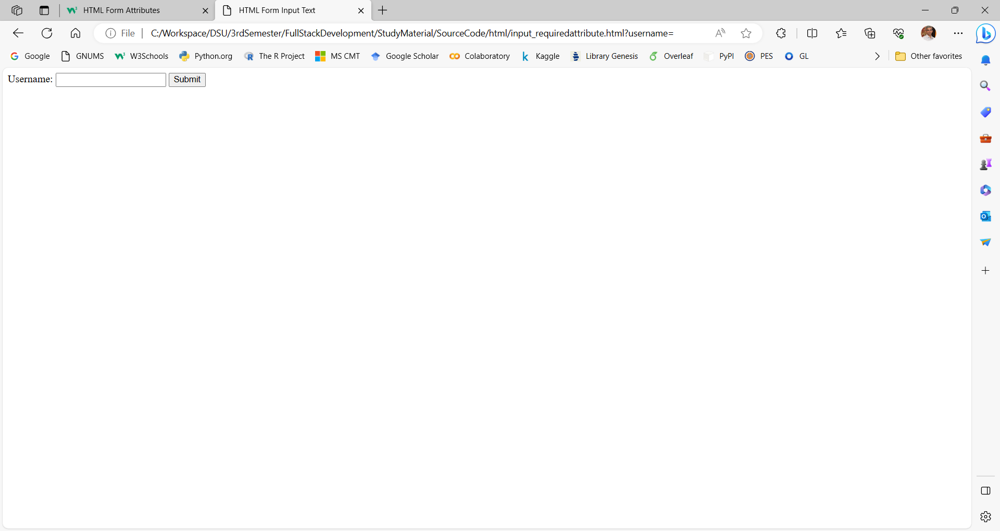 HTML Form Attributes HTML Form Input Text
File C:/Workspace/DSU/3rdSemester/FullStackDevelopment/StudyMaterial/SourceCode/html/input_requiredattribute.html?username=
Google GNUMS W3Schools Python.org The R Project MS CMT Google Scholar Colaboratory Kaggle Library Genesis Overleaf PyPI PES GL Other favorites
Username: Submit